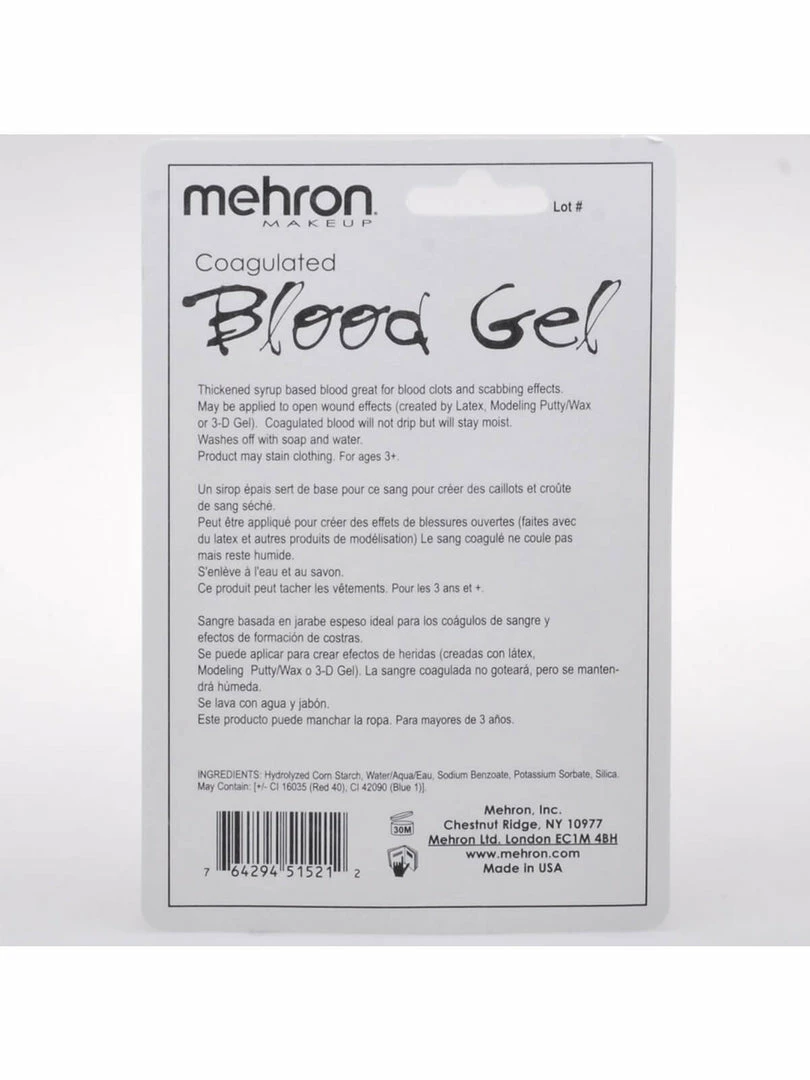 mehron.
MAKEUP
Lot #
Coagulated
Blood Gel
Thickened syrup based blood great for blood clots and scabbing effects.
May be applied to open wound effects (created by Latex, Modeling Putty/Wax
or 3-D Gel). Coagulated blood will not drip but will stay moist.
Washes off with soap and water.
Product may stain clothing. For ages 3+.
Un sirop épais sert de base pour ce sang pour créer des caillots et croûte
de sang séché.
Peut être appliqué pour créer des effets de blessures ouvertes (faites avec
du latex et autres produits de modélisation) Le sang coagulé ne coule pas
mais reste humide.
S'enlève à l'eau et au savon.
Ce produit peut tacher les vêtements. Pour les 3 ans et +.
Sangre basada en jarabe espeso ideal para los coágulos de sangre y
efectos de formación de costras.
Se puede aplicar para crear efectos de heridas (creadas con látex,
Modeling Putty/Wax o 3-D Gel). La sangre coagulada no goteará, pero se manten-
drá húmeda.
Se lava con agua y jabón.
Este producto puede manchar la ropa. Para mayores de 3 años.
INGREDIENTS: Hydrolyzed Corn Starch, Water/Aqua/Eau, Sodium Benzoate, Potassium Sorbate, Silica.
May Contain: [+/- CI 16035 (Red 40), CI 42090 (Blue 1)].
7 64294 51521 2
30M
Mehron, Inc.
Chestnut Ridge, NY 10977
Mehron Ltd. London EC1M 4BH
www.mehron.com
Made in USA